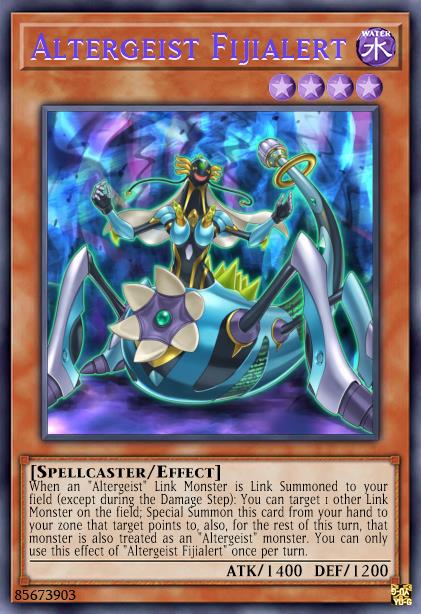 Altergeist Fijialert
WATER
水
[Spellcaster/Effect]
When an "Altergeist" Link Monster is Link Summoned to your
field (except during the Damage Step): You can target 1 other Link
Monster on the field; Special Summon this card from your hand to
your zone that target points to, also, for the rest of this turn, that
monster is also treated as an "Altergeist" monster. You can only
use this effect of "Altergeist Fijialert" once per turn.
ATK/1400 DEF/1200
85673903